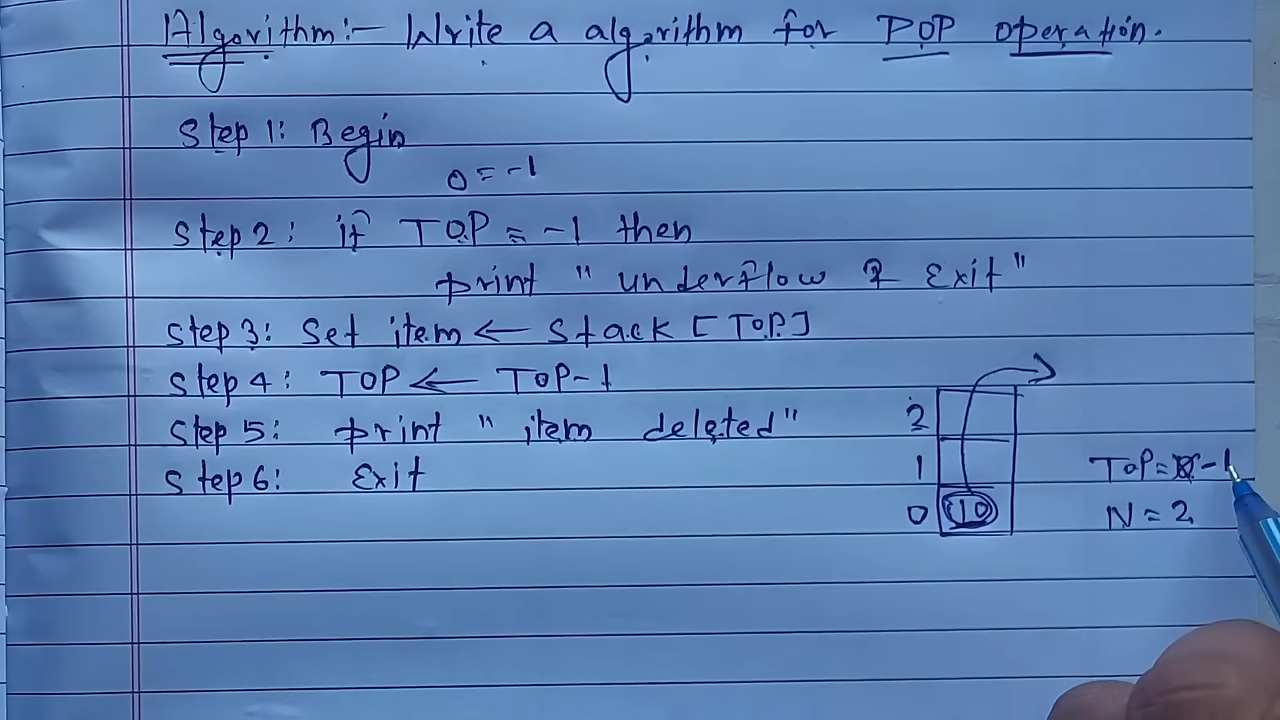 Algorithm:- Write a algorithm for POP operation.
Step 1: Begin
0 = -1
Step 2: if TOP = -1 then
print " underflow & Exit "
Step 3: Set item ← Stack [TOP]
Step 4: TOP ← TOP-1
Step 5: print " item deleted "
Step 6: Exit
2
1
TOP = -1
0 10
N = 2